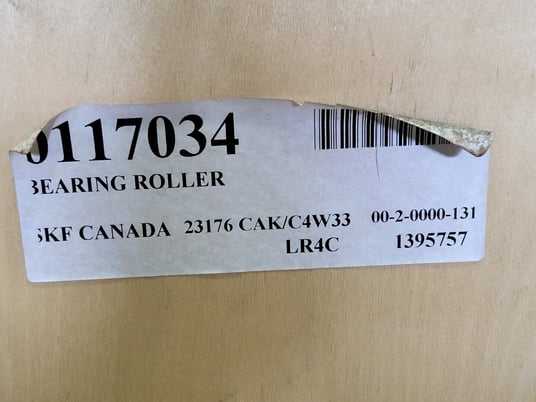 0117034
BEARING ROLLER
SKF CANADA 23176 CAK/C4W33 00-2-0000-131
LR4C 1395757